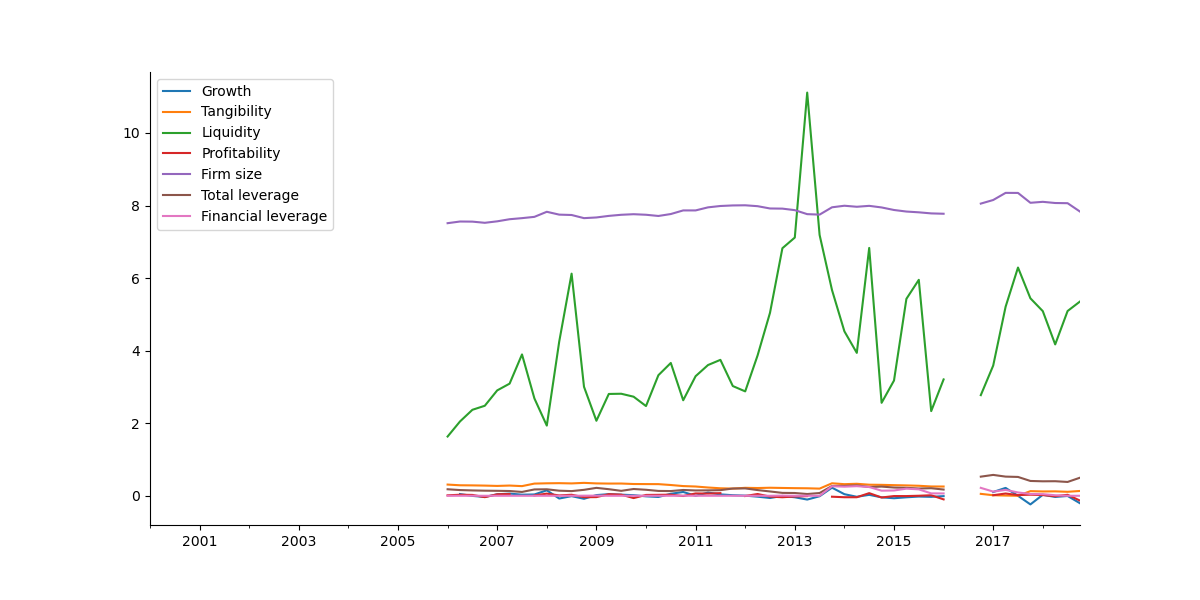 Growth
Tangibility
Liquidity
Profitability
Firm size
Total leverage
Financial leverage
10
8
6
4
2
0
2001 2003 2005 2007 2009 2011 2013 2015 2017